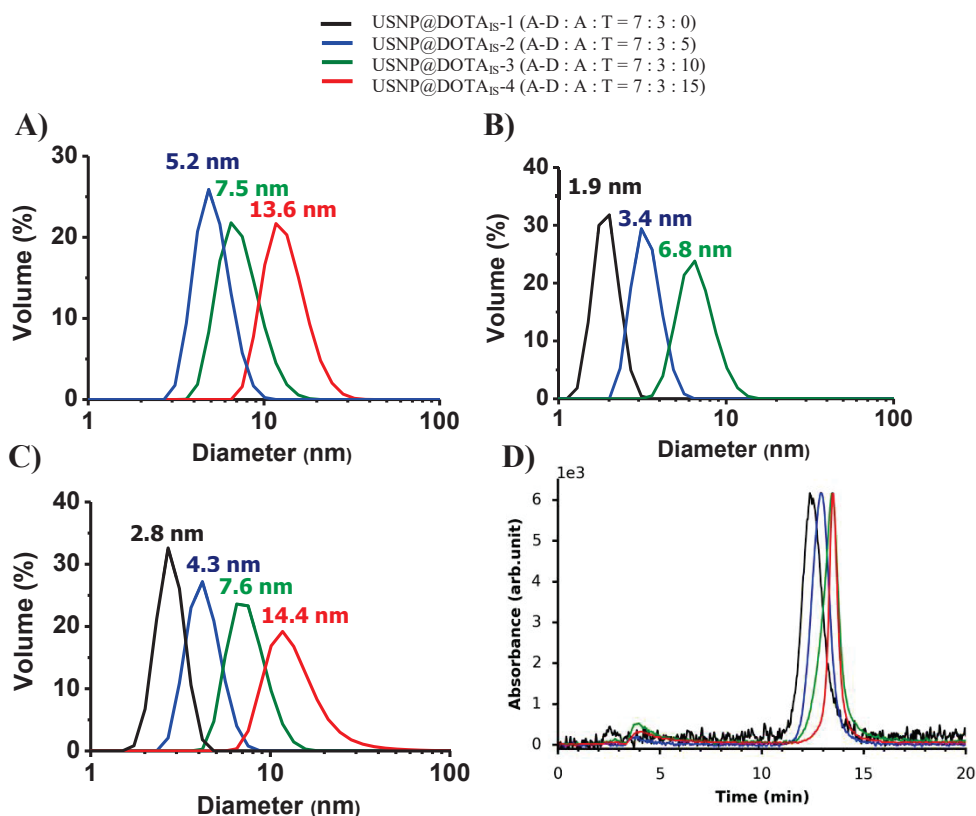 USNP@DOTAIS-1 (A-D : A : T = 7 : 3 : 0)
USNP@DOTAIS-2 (A-D : A : T = 7 : 3 : 5)
USNP@DOTAIS-3 (A-D : A : T = 7 : 3 : 10)
USNP@DOTAIS-4 (A-D : A : T = 7 : 3 : 15)
A)
30
20
10
0
Volume (%)
5.2 nm
7.5 nm
13.6 nm
1
10
100
Diameter (nm)
B)
40
30
20
10
0
Volume (%)
1.9 nm
3.4 nm
6.8 nm
1
10
100
Diameter (nm)
C)
40
30
20
10
0
Volume (%)
2.8 nm
4.3 nm
7.6 nm
14.4 nm
1
10
100
Diameter (nm)
D)
1e3
6
5
4
3
2
1
0
Absorbance (arb.unit)
0
5
10
15
20
Time (min)